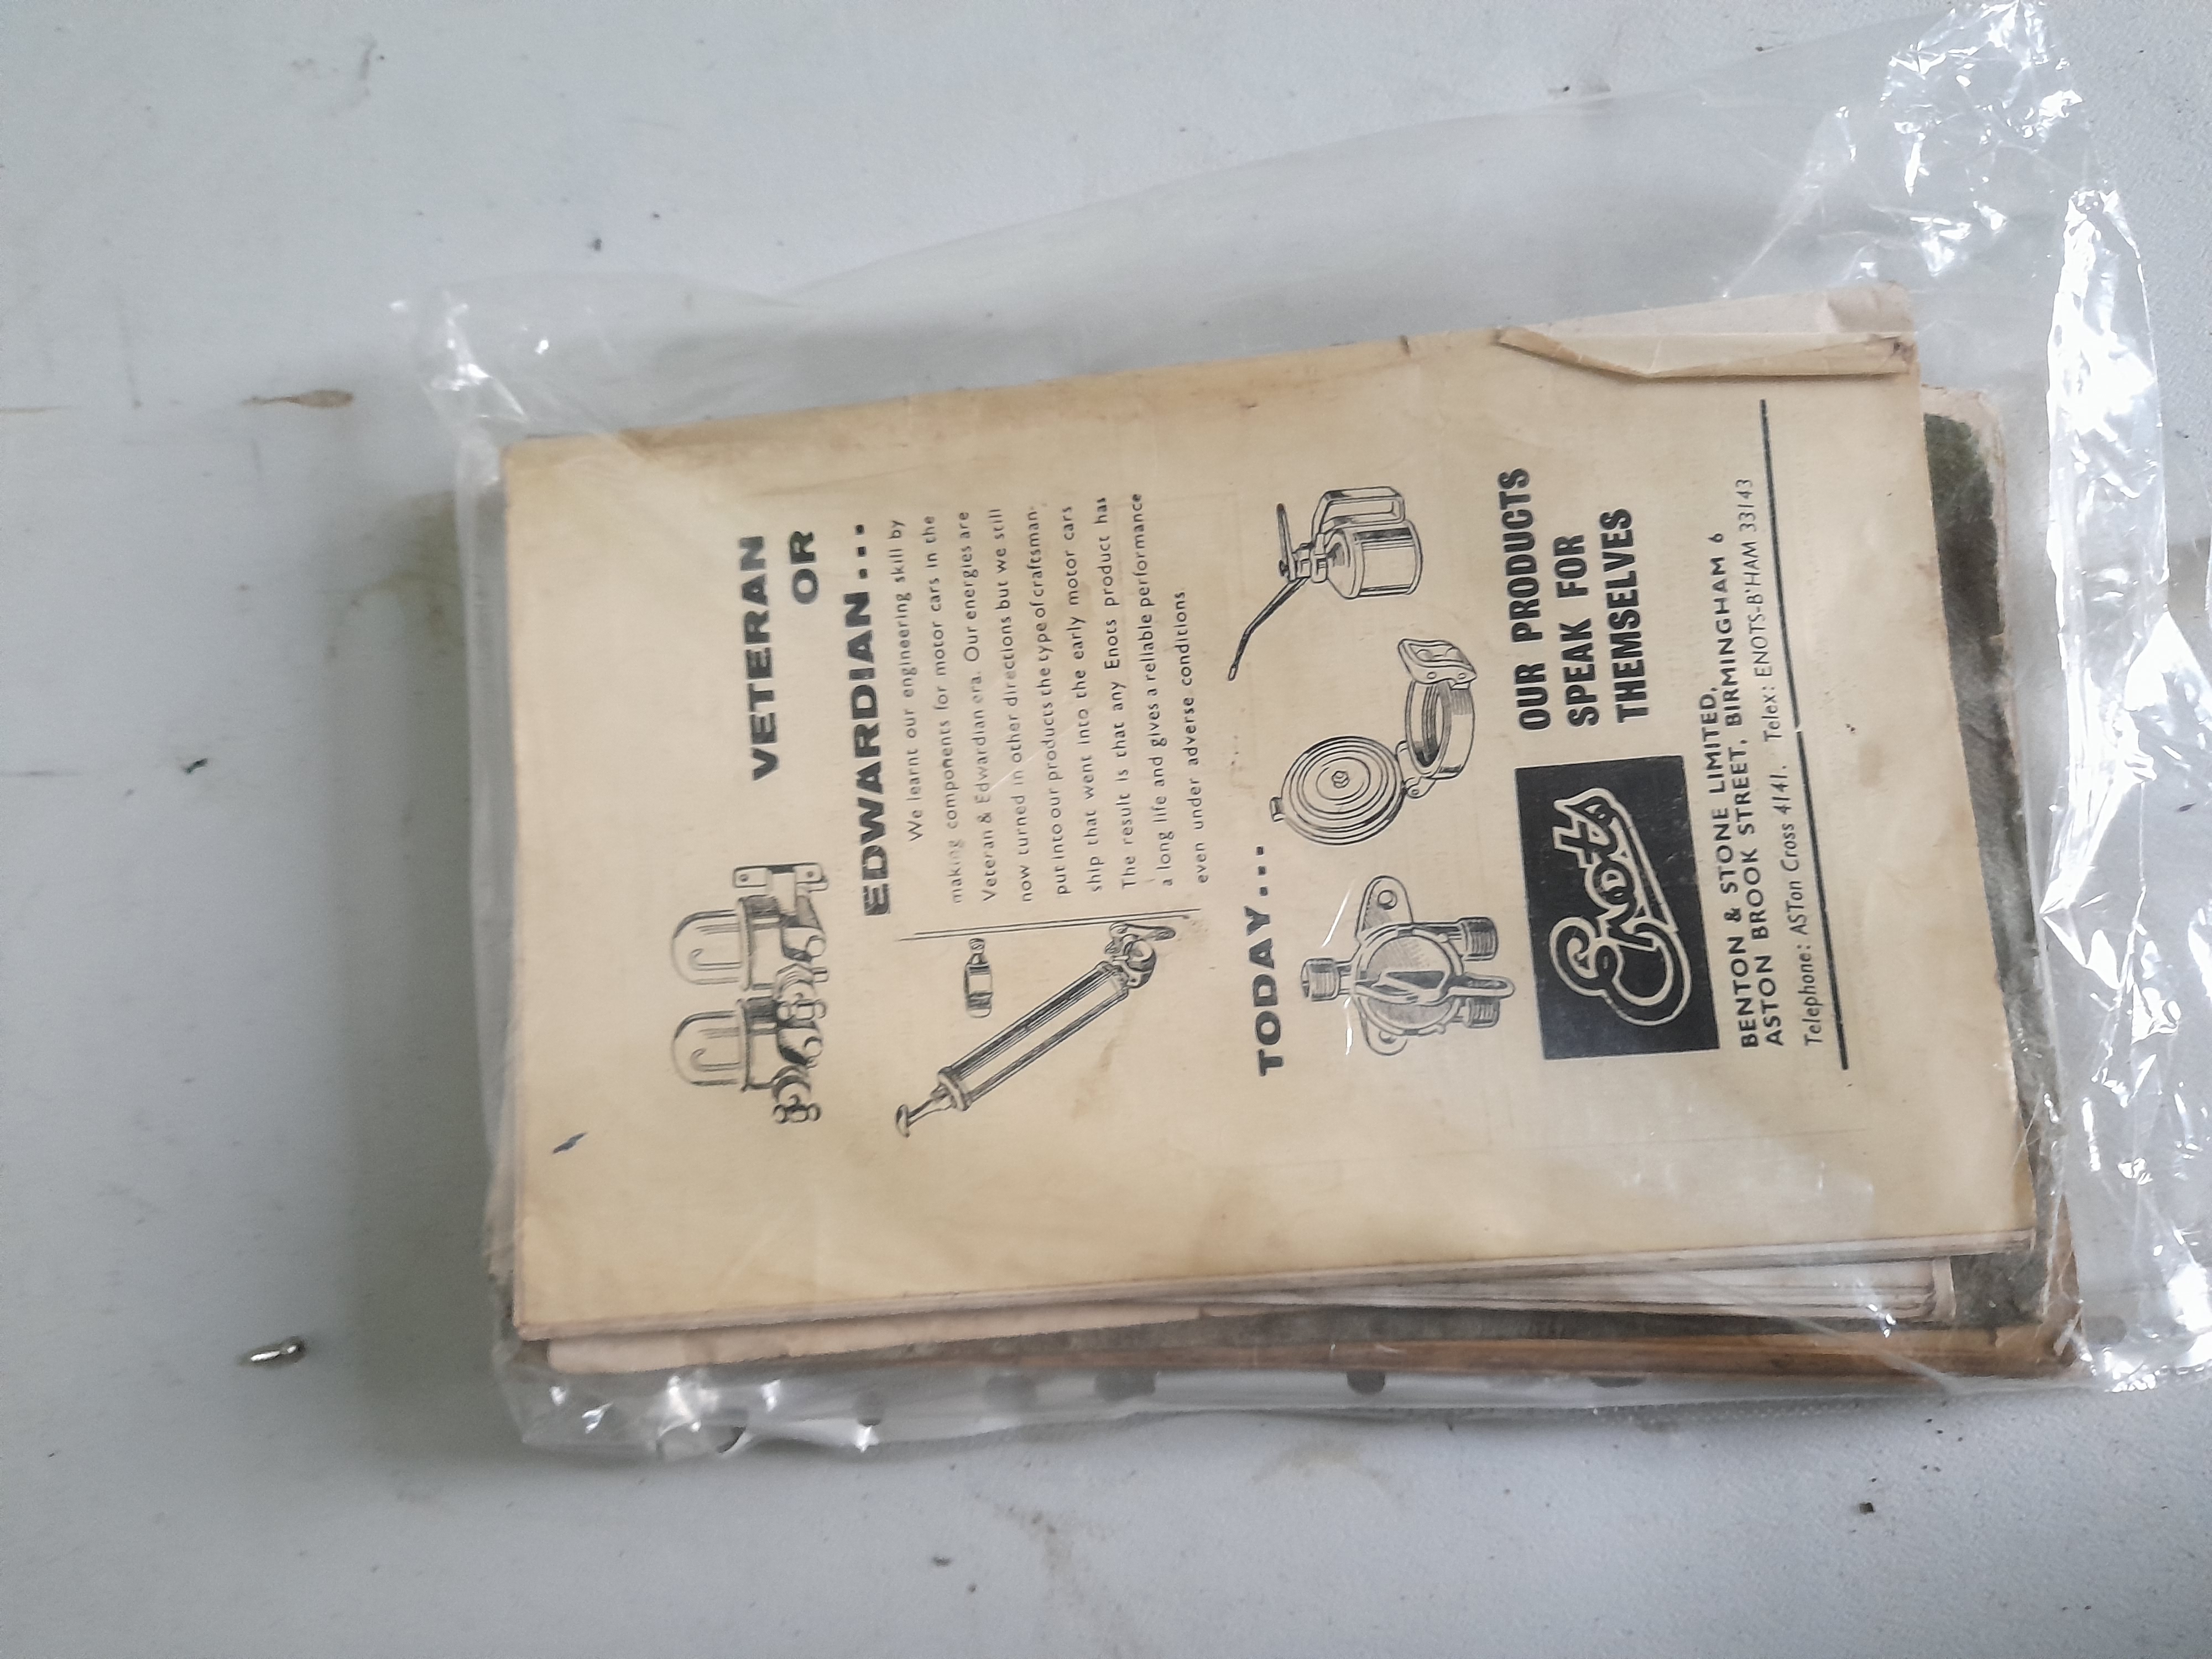 VETERAN
OR
EDWARDIAN...
We learnt our engineering skill by
making components for motor cars in the
Veteran & Edwardian era. Our energies are
now turned in other directions but we still
put into our products the type of craftsman-
ship that went into the early motor cars
The result is that any Enots product has
a long life and gives a reliable performance
even under adverse conditions.
TODAY...
Enots
OUR PRODUCTS
SPEAK FOR
THEMSELVES
BENTON & STONE LIMITED,
ASTON BROOK STREET, BIRMINGHAM 6
Telephone: ASTon Cross 4141. Telex: ENOTS-B'HAM 33143